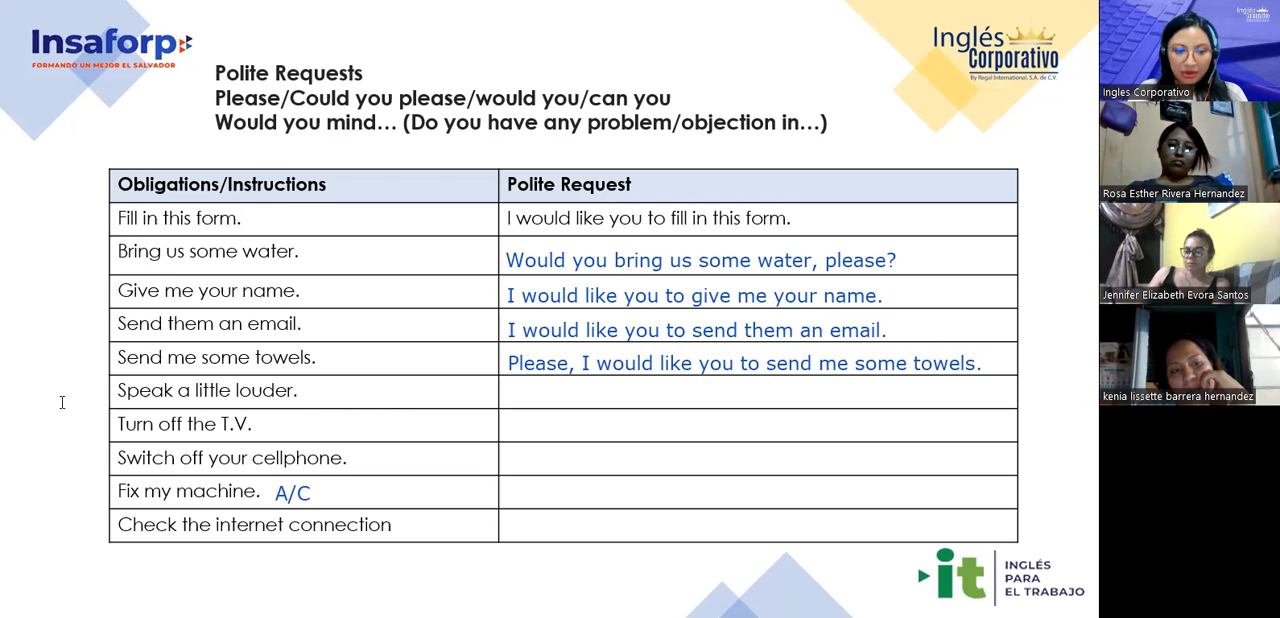 Insaforp
FORMANDO UN MEJOR EL SALVADOR
Inglés
Corporativo
By Regal International, S.A. de C.V.
Polite Requests
Please/Could you please/would you/can you
Would you mind… (Do you have any problem/objection in…)
Obligations/Instructions
Polite Request
Fill in this form.
I would like you to fill in this form.
Bring us some water.
Would you bring us some water, please?
Give me your name.
I would like you to give me your name.
Send them an email.
I would like you to send them an email.
Send me some towels.
Please, I would like you to send me some towels.
Speak a little louder.
Turn off the T.V.
Switch off your cellphone.
Fix my machine. A/C
Check the internet connection
it
INGLÉS
PARA
EL TRABAJO
Inglés
Corporativo
Ingles Corporativo
Rosa Esther Rivera Hernandez
Jennifer Elizabeth Evora Santos
kenia lissette barrera hernandez